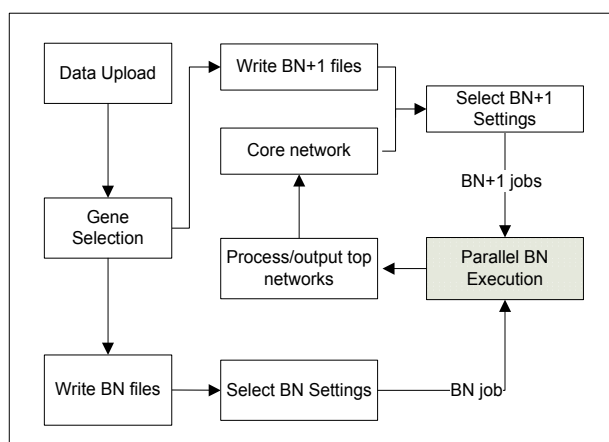 Data Upload
Write BN+1 files
Select BN+1
Settings
Core network
BN+1 jobs
Gene
Selection
Process/output top
networks
Parallel BN
Execution
Write BN files
Select BN Settings
BN job